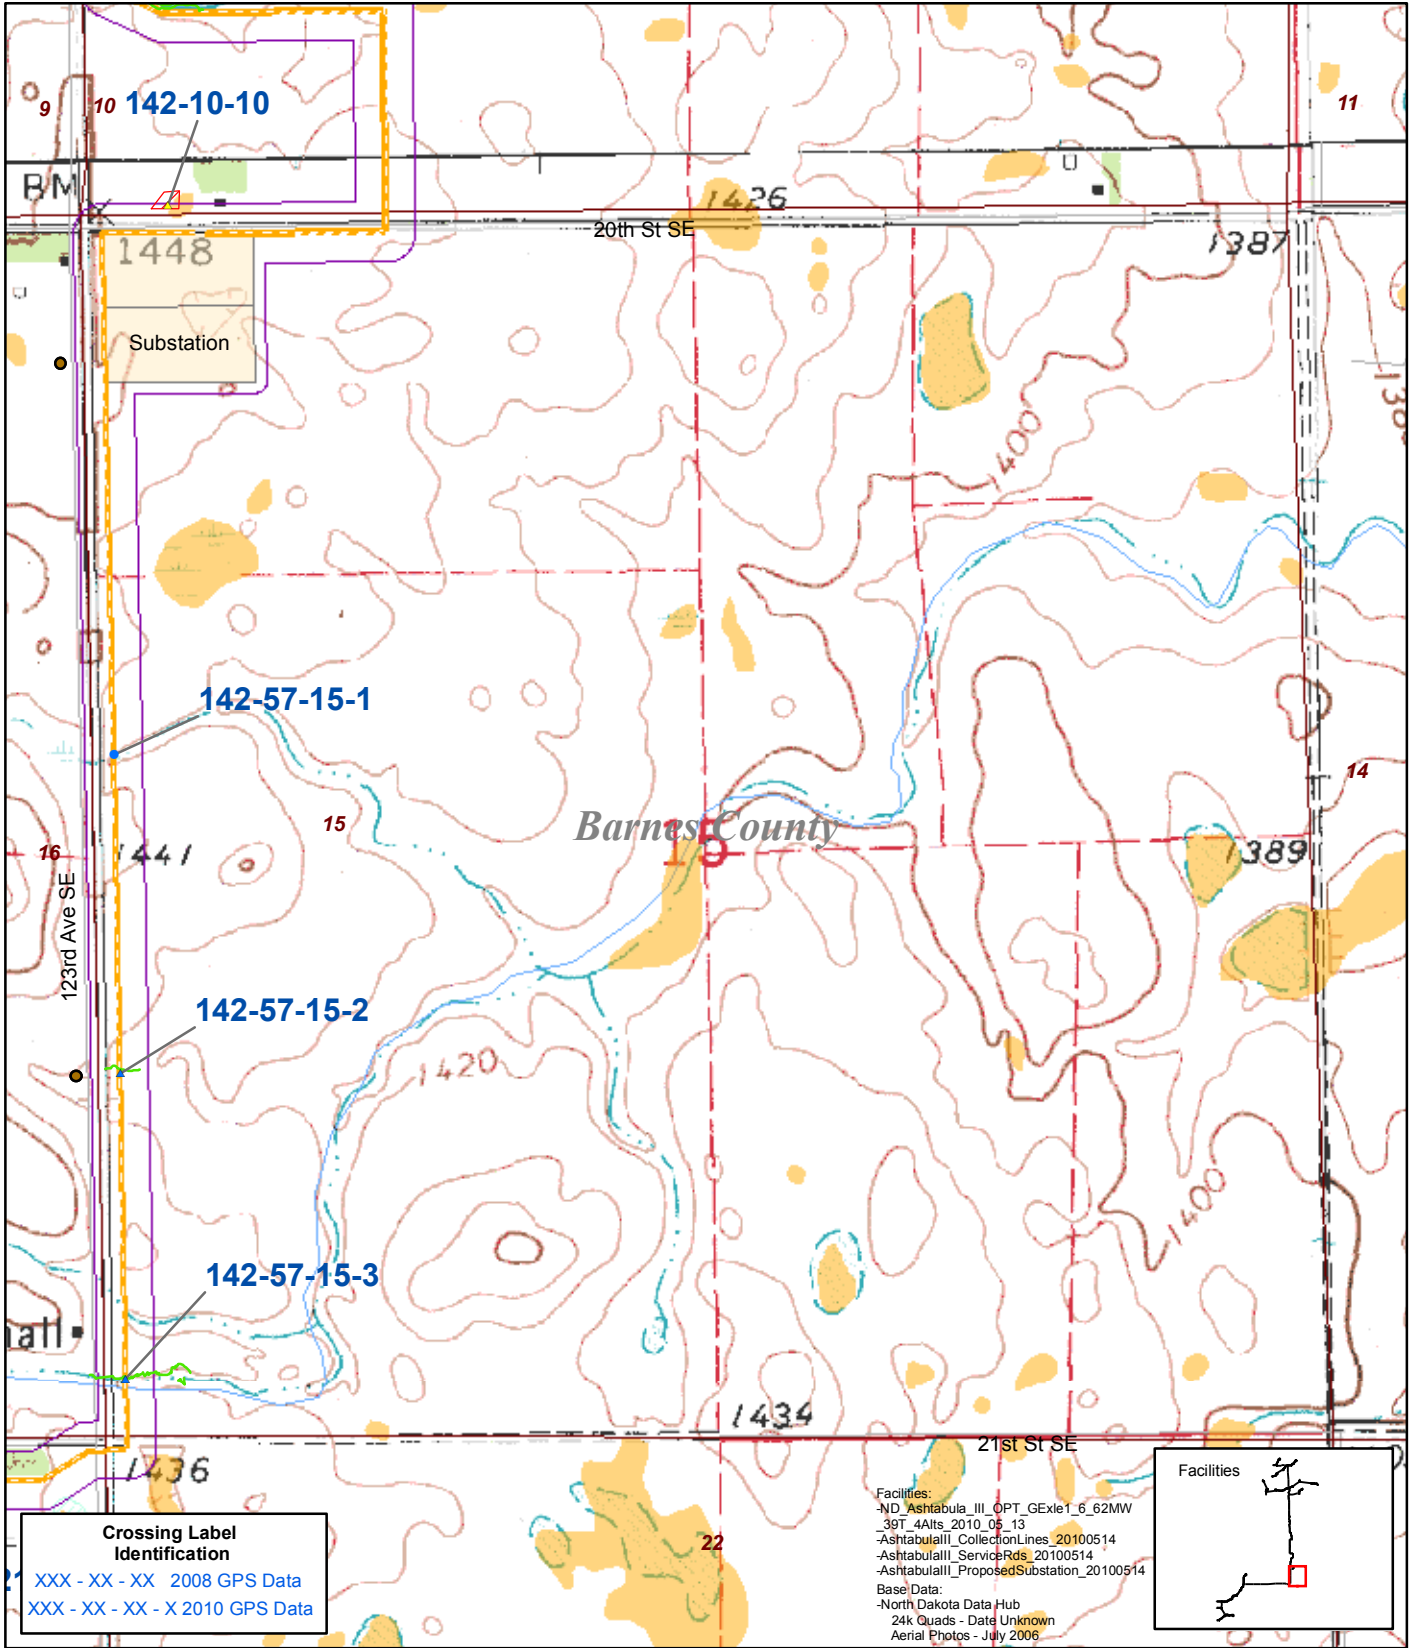 9
10
142-10-10
11
BM
1426
20th St SE
1387
1448
Substation
1400
142-57-15-1
14
15
Barnes County
15
16
1441
1389
123rd Ave SE
142-57-15-2
1420
1400
142-57-15-3
1434
21st St SE
1436
22
Crossing Label
Identification
XXX - XX - XX 2008 GPS Data
XXX - XX - XX - X 2010 GPS Data
Facilities:
-ND_Ashtabula_III_OPT_GExle1_6_62MW
_39T_4Alts_2010_05_13
-AshtabulaIII_CollectionLines_20100514
-AshtabulaIII_ServiceRds_20100514
-AshtabulaIII_ProposedSubstation_20100514
Base Data:
-North Dakota Data Hub
24k Quads - Date Unknown
Aerial Photos - July 2006
Facilities